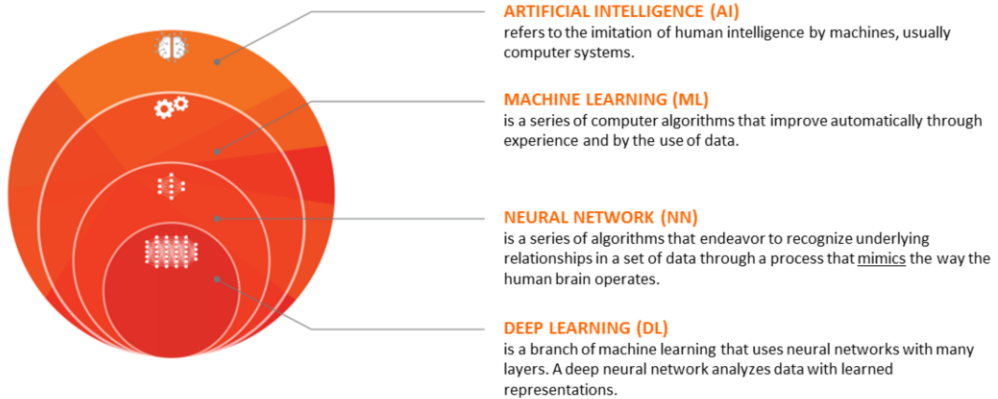 ARTIFICIAL INTELLIGENCE (AI)
refers to the imitation of human intelligence by machines, usually
computer systems.
MACHINE LEARNING (ML)
is a series of computer algorithms that improve automatically through
experience and by the use of data.
NEURAL NETWORK (NN)
is a series of algorithms that endeavor to recognize underlying
relationships in a set of data through a process that mimics the way the
human brain operates.
DEEP LEARNING (DL)
is a branch of machine learning that uses neural networks with many
layers. A deep neural network analyzes data with learned
representations.